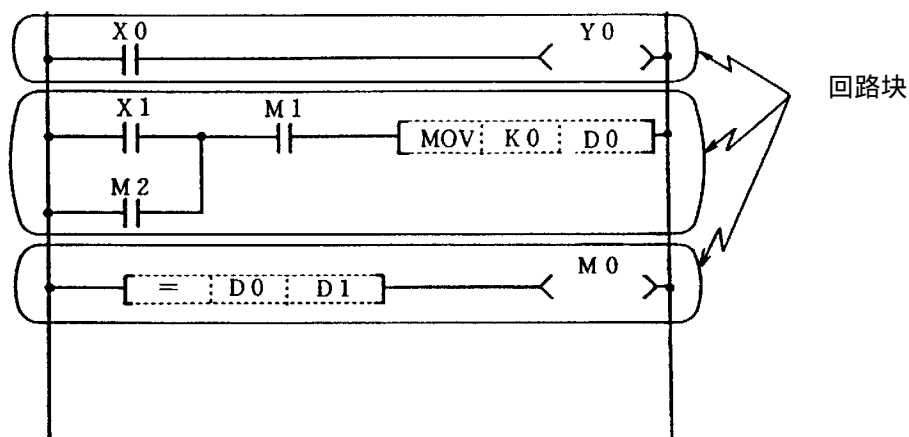 X0 Y0
回路块
X1 M1
MOV K0 D0
M2
M0
= D0 D1